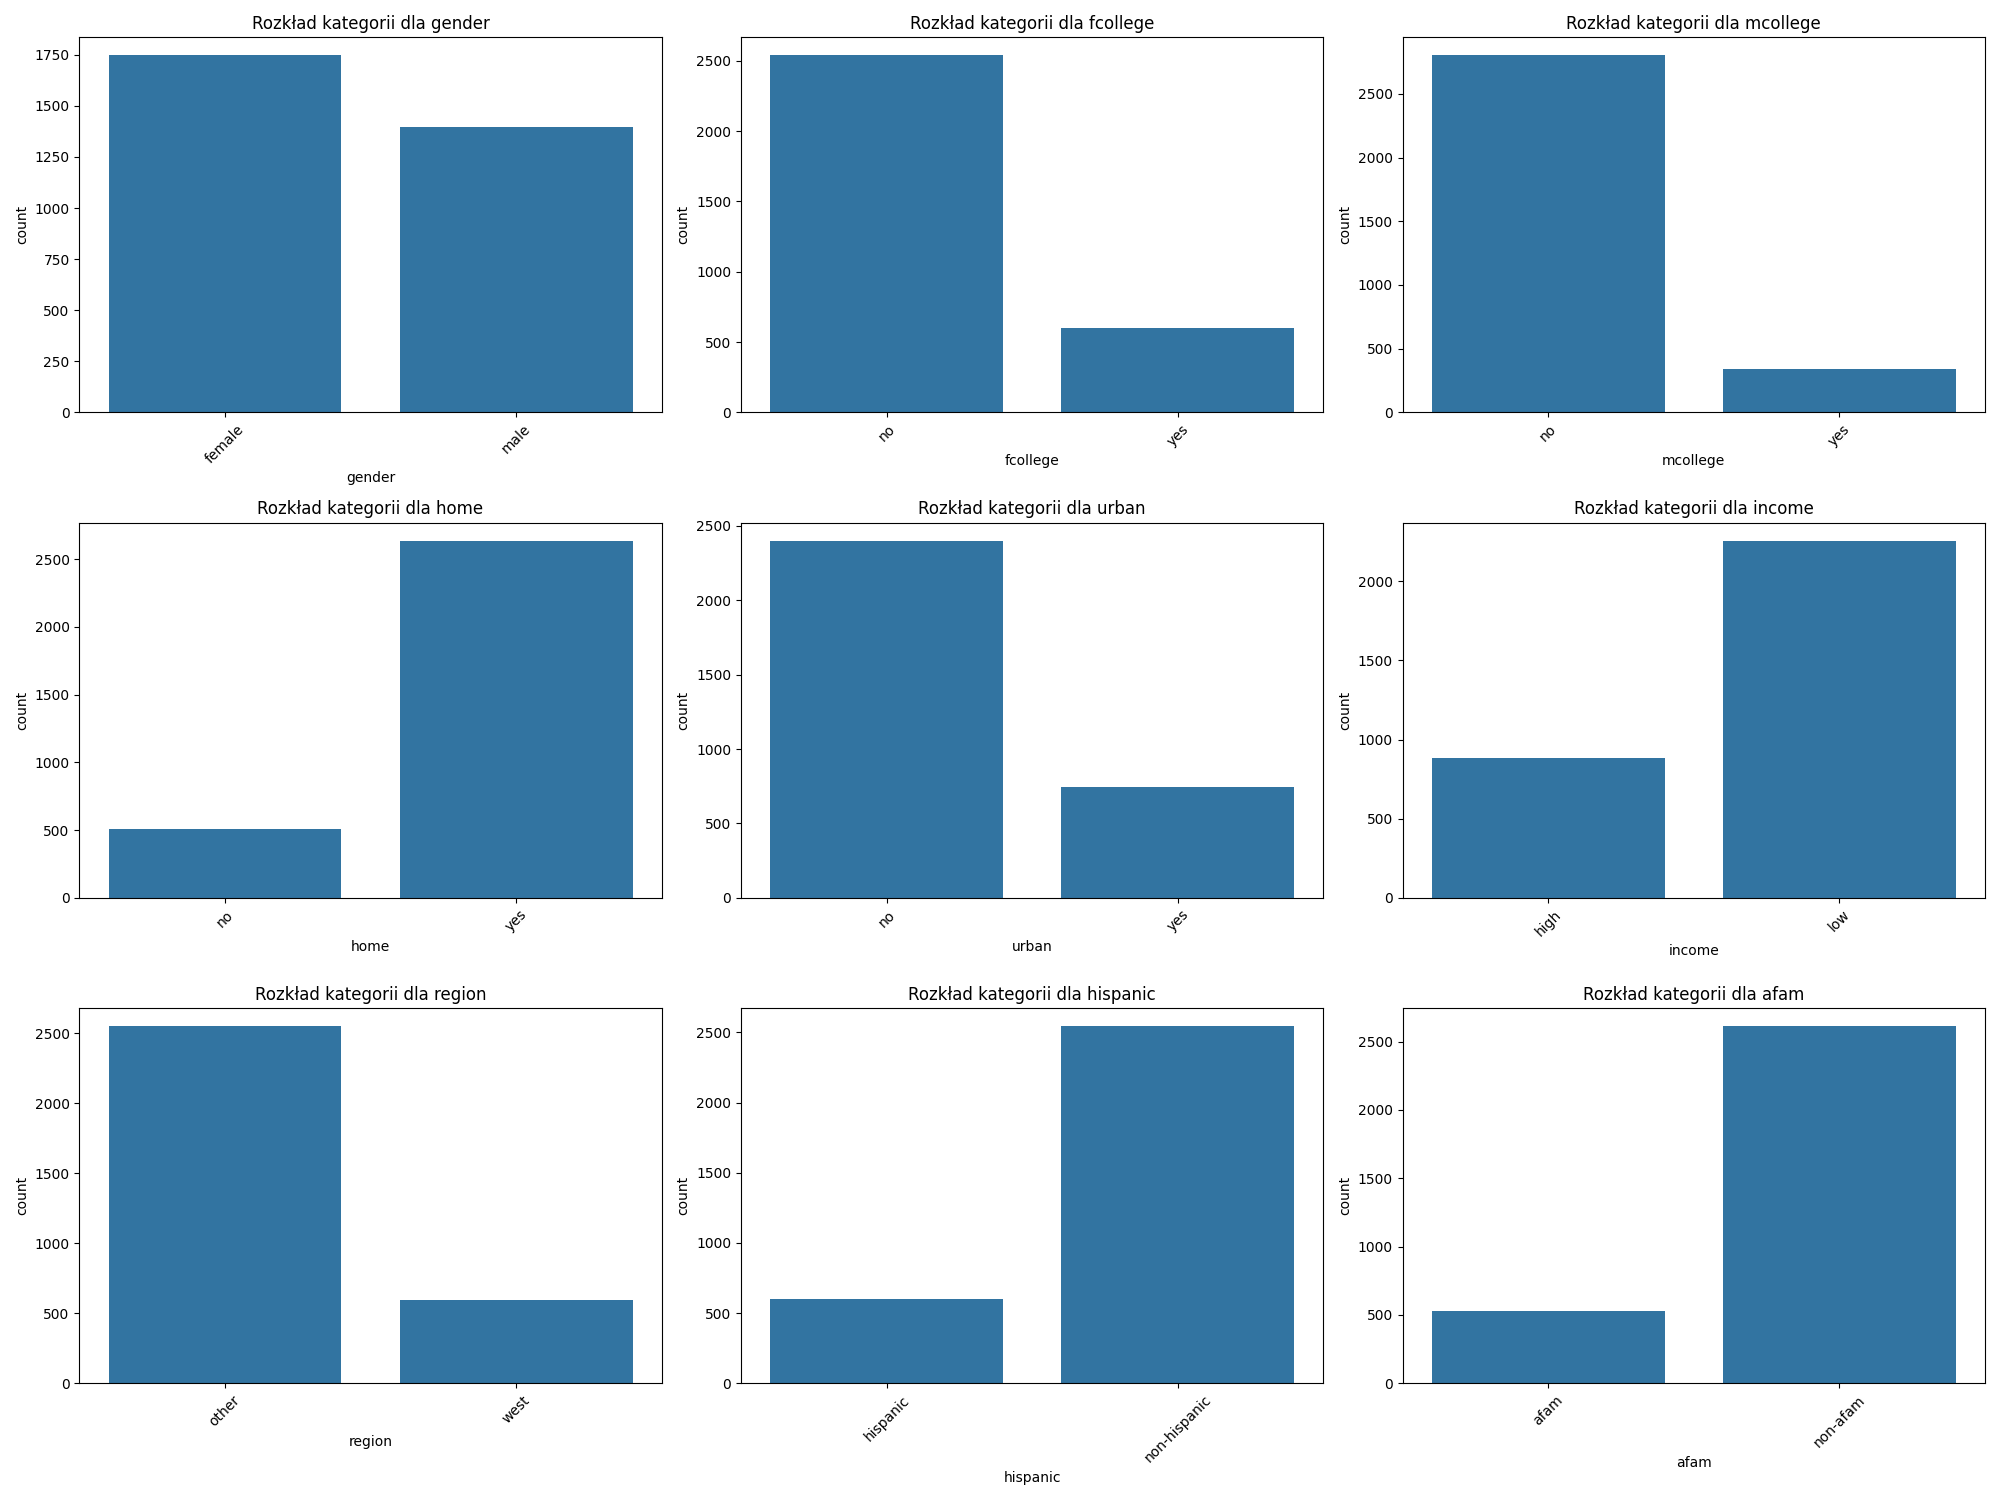 Rozkład kategorii dla gender
count
1750
1500
1250
1000
750
500
250
0
female
male
gender
Rozkład kategorii dla fcollege
count
2500
2000
1500
1000
500
0
no
yes
fcollege
Rozkład kategorii dla mcollege
count
2500
2000
1500
1000
500
0
no
yes
mcollege
Rozkład kategorii dla home
count
2500
2000
1500
1000
500
0
no
yes
home
Rozkład kategorii dla urban
count
2500
2000
1500
1000
500
0
no
yes
urban
Rozkład kategorii dla income
count
2000
1500
1000
500
0
high
low
income
Rozkład kategorii dla region
count
2500
2000
1500
1000
500
0
other
west
region
Rozkład kategorii dla hispanic
count
2500
2000
1500
1000
500
0
hispanic
non-hispanic
hispanic
Rozkład kategorii dla afam
count
2500
2000
1500
1000
500
0
afam
non-afam
afam